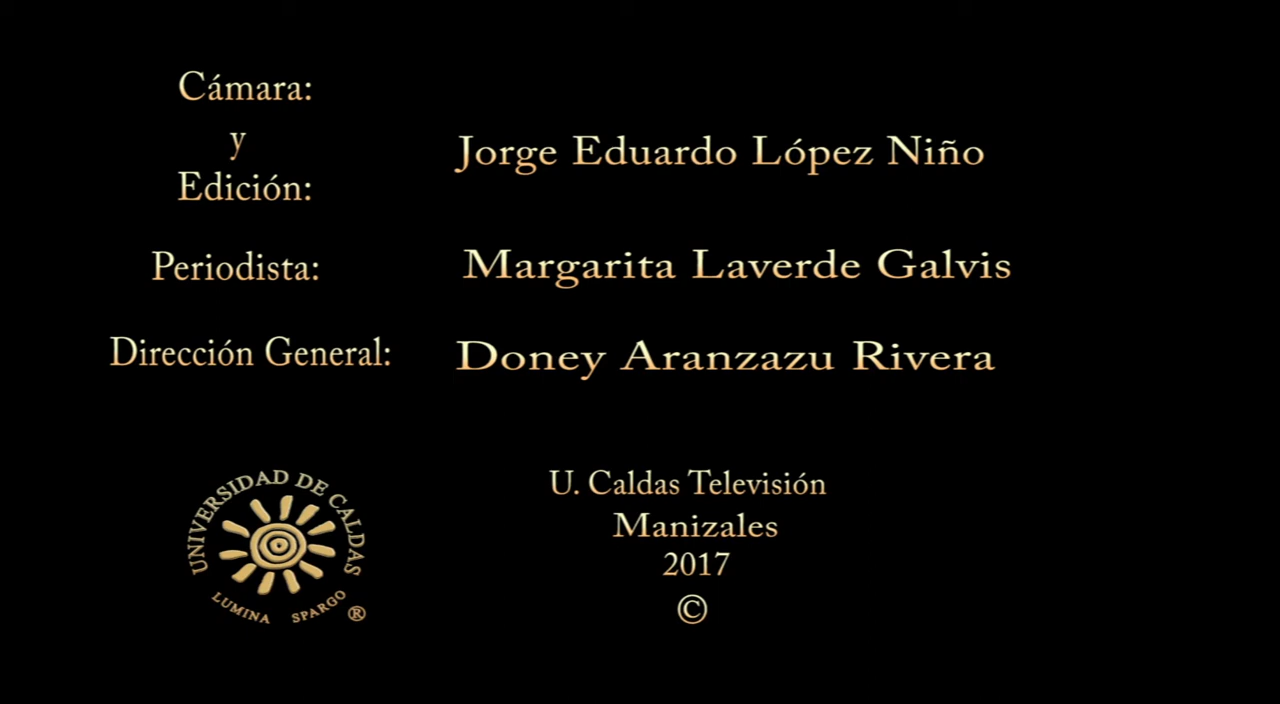 Cámara:
y
Edición:
Jorge Eduardo López Niño
Periodista:
Margarita Laverde Galvis
Dirección General:
Doney Aranzazu Rivera
UNIVERSIDAD DE CALDAS
LUMINA SPARGO
®
U. Caldas Televisión
Manizales
2017
©